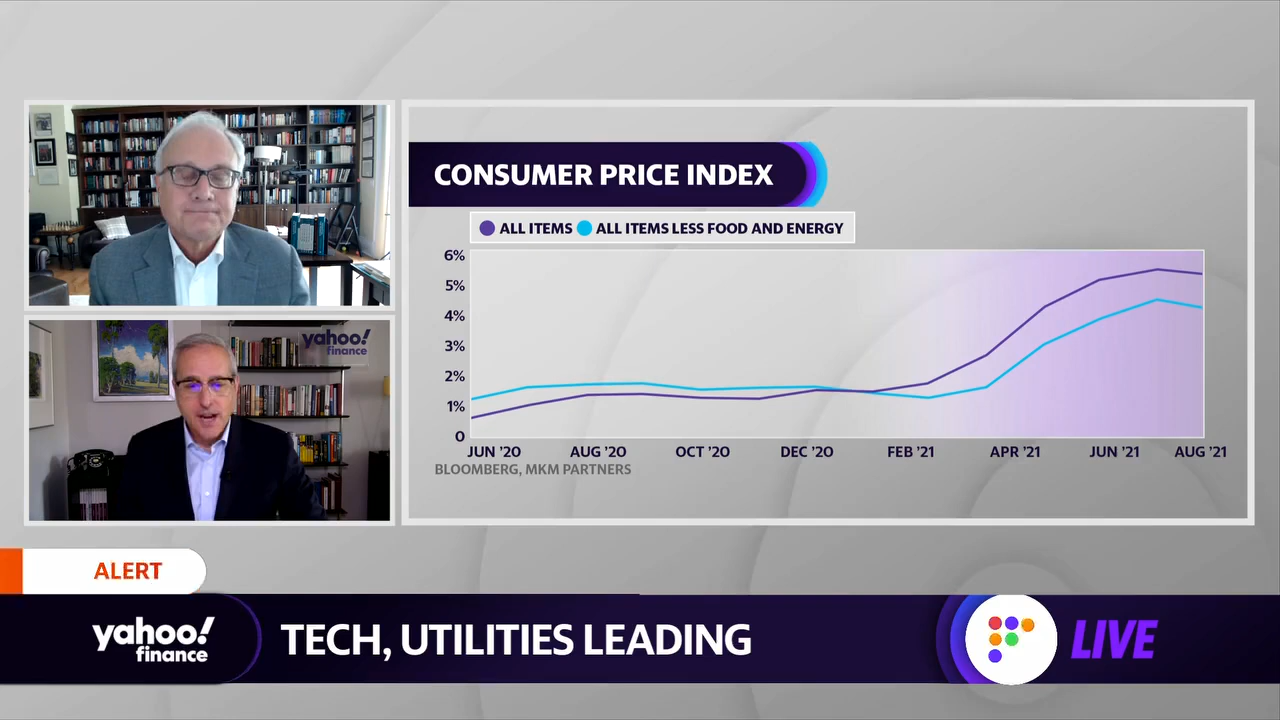 yahoo!
finance
CONSUMER PRICE INDEX
ALL ITEMS ALL ITEMS LESS FOOD AND ENERGY
6%
5%
4%
3%
2%
1%
0
JUN '20 AUG '20 OCT '20 DEC '20 FEB '21 APR '21 JUN '21 AUG '21
BLOOMBERG, MKM PARTNERS
ALERT
yahoo!
finance
TECH, UTILITIES LEADING
LIVE